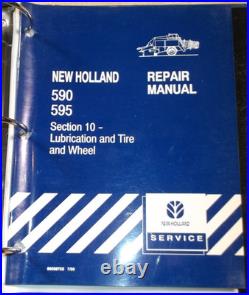 NEW HOLLAND
590
595
Section 10 -
Lubrication and Tire
and Wheel
REPAIR
MANUAL
NEW HOLLAND
SERVICE